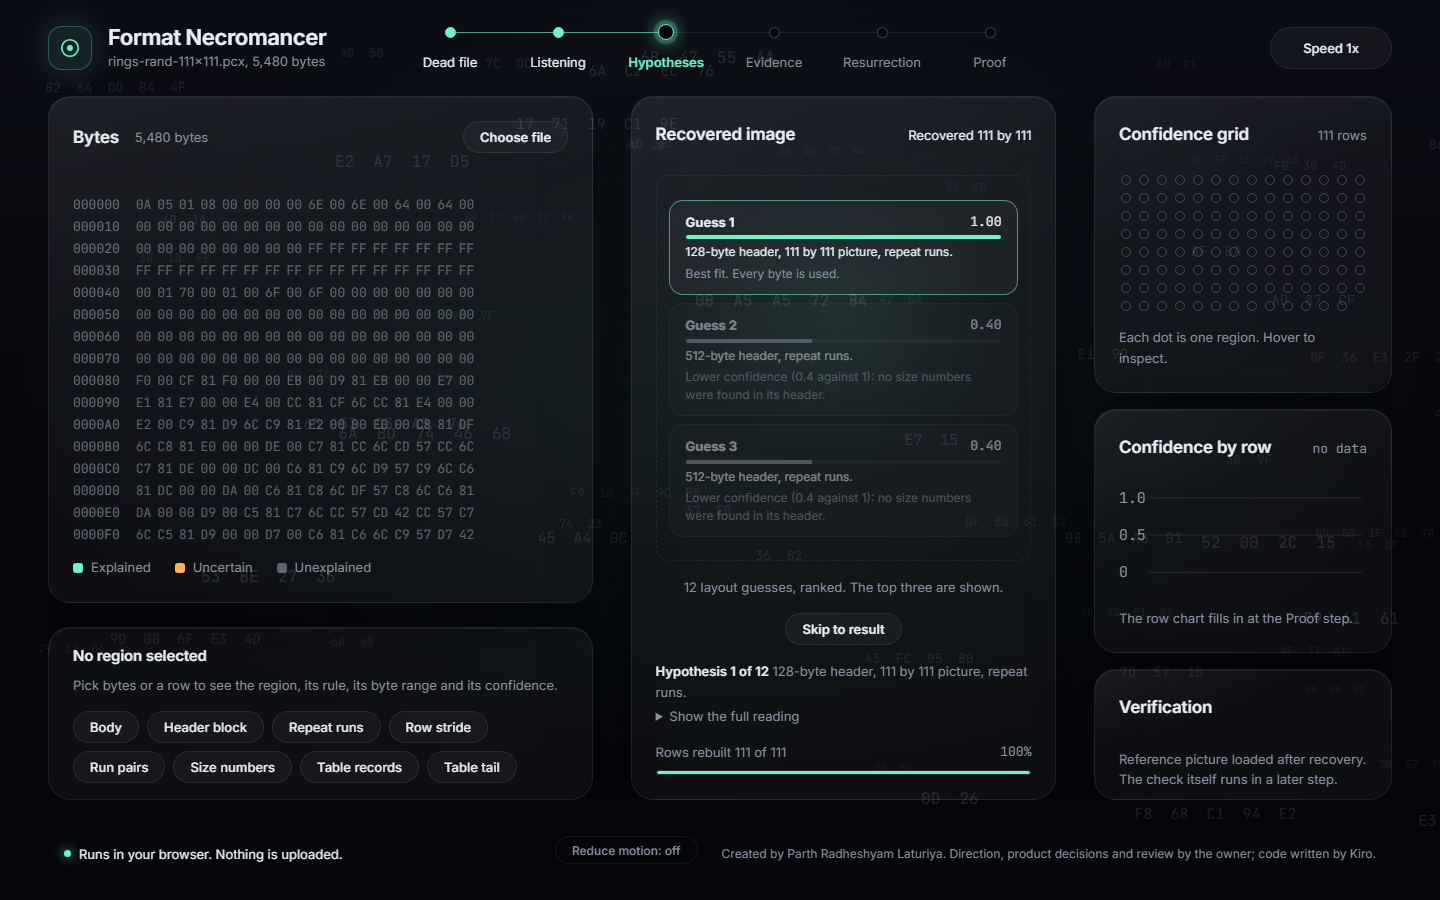 Format Necromancer
rings-rand-111×111.pcx, 5,480 bytes
Dead file
Listening
Hypotheses
Evidence
Resurrection
Proof
Speed 1x
Bytes
5,480 bytes
Choose file
000000 0A 05 01 08 00 00 00 00 6E 00 6E 00 64 00 64 00
000010 00 00 00 00 00 00 00 00 00 00 00 00 00 00 00 00
000020 00 00 00 00 00 00 00 00 FF FF FF FF FF FF FF FF
000030 FF FF FF FF FF FF FF FF FF FF FF FF FF FF FF FF
000040 00 01 70 00 01 00 6F 00 6F 00 00 00 00 00 00 00
000050 00 00 00 00 00 00 00 00 00 00 00 00 00 00 00 00
000060 00 00 00 00 00 00 00 00 00 00 00 00 00 00 00 00
000070 00 00 00 00 00 00 00 00 00 00 00 00 00 00 00 00
000080 F0 00 CF 81 F0 00 00 EB 00 D9 81 EB 00 00 E7 00
000090 E1 81 E7 00 00 E4 00 CC 81 CF 6C CC 81 E4 00 00
0000A0 E2 00 C9 81 D9 6C C9 81 E2 00 00 E0 00 C8 81 DF
0000B0 6C C8 81 E0 00 00 DE 00 C7 81 CC 6C CD 57 CC 6C
0000C0 C7 81 DE 00 00 DC 00 C6 81 C9 6C D9 57 C9 6C C6
0000D0 81 DC 00 00 DA 00 C6 81 C8 6C DF 57 C8 6C C6 81
0000E0 DA 00 00 D9 00 C5 81 C7 6C CC 57 CD 42 CC 57 C7
0000F0 6C C5 81 D9 00 00 D7 00 C6 81 C6 6C C9 57 D7 42
Explained
Uncertain
Unexplained
No region selected
Pick bytes or a row to see the region, its rule, its byte range and its confidence.
Body
Header block
Repeat runs
Row stride
Run pairs
Size numbers
Table records
Table tail
Recovered image
Recovered 111 by 111
Guess 1
1.00
128-byte header, 111 by 111 picture, repeat runs.
Best fit. Every byte is used.
Guess 2
0.40
512-byte header, repeat runs.
Lower confidence (0.4 against 1): no size numbers
were found in its header.
Guess 3
0.40
512-byte header, repeat runs.
Lower confidence (0.4 against 1): no size numbers
were found in its header.
12 layout guesses, ranked. The top three are shown.
Skip to result
Hypothesis 1 of 12 128-byte header, 111 by 111 picture, repeat
runs.
Show the full reading
Rows rebuilt 111 of 111
100%
Confidence grid
111 rows
Each dot is one region. Hover to
inspect.
Confidence by row
no data
1.0
0.5
0
The row chart fills in at the Proof step.
Verification
Reference picture loaded after recovery.
The check itself runs in a later step.
Runs in your browser. Nothing is uploaded.
Reduce motion: off
Created by Parth Radheshyam Laturiya. Direction, product decisions and review by the owner; code written by Kiro.